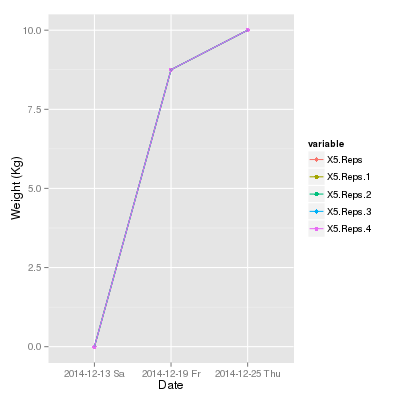 10.0
7.5
5.0
2.5
0.0
Weight (Kg)
2014-12-13 Sa
2014-12-19 Fr
2014-12-25 Thu
Date
variable
X5.Reps
X5.Reps.1
X5.Reps.2
X5.Reps.3
X5.Reps.4